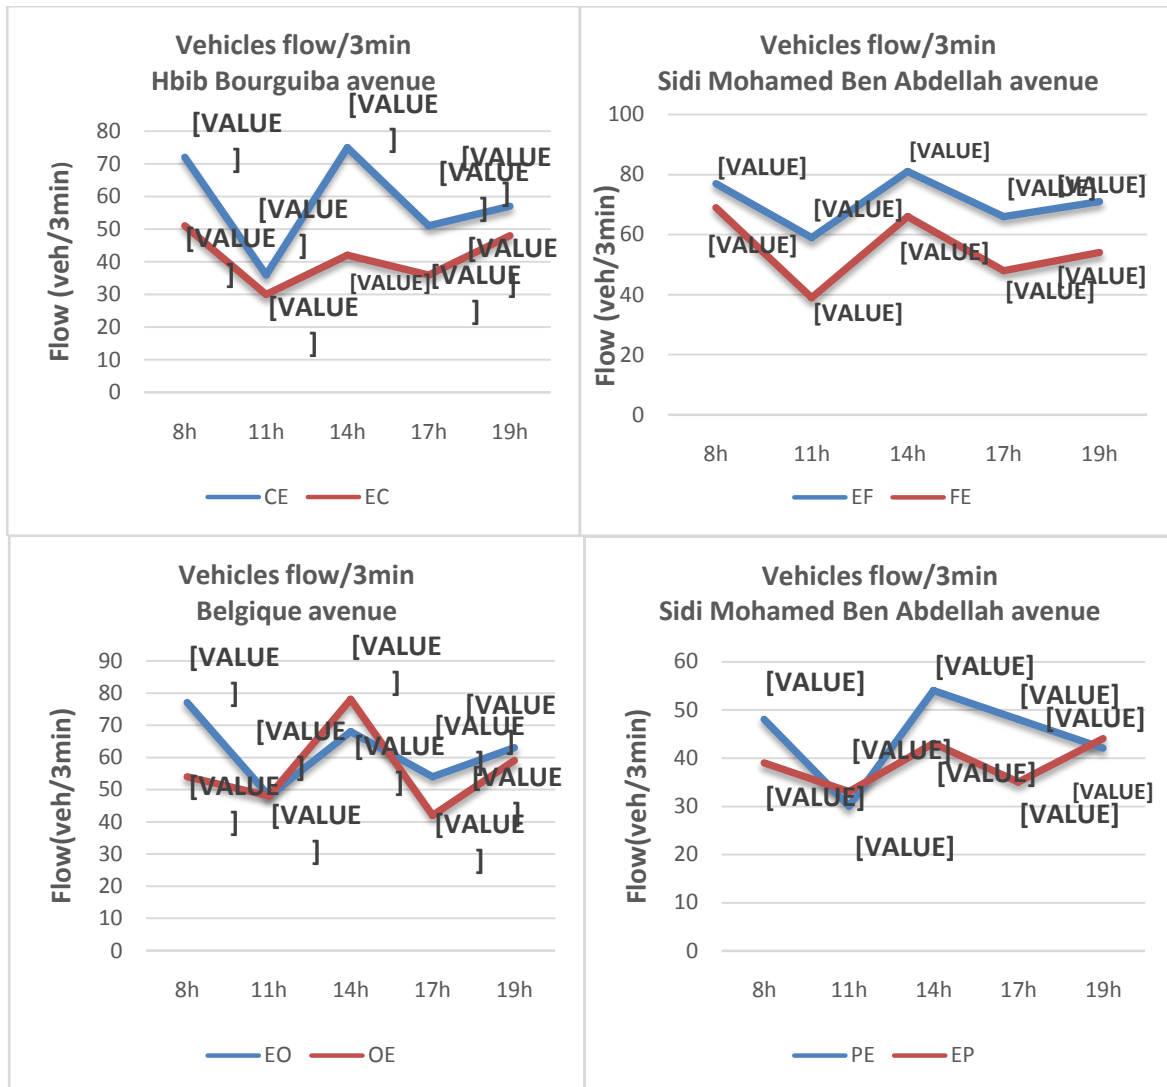 Vehicles flow/3min
Hbib Bourguiba avenue
Flow (veh/3min)
80
70
60
50
40
30
20
10
0
[VALUE
]
[VALUE
]
[VALUE
]
[VALUE
]
[VALUE
]
[VALUE
]
[VALUE
]
[VALUE]
[VALUE
]
[VALUE
]
8h 11h 14h 17h 19h
CE EC
Vehicles flow/3min
Sidi Mohamed Ben Abdellah avenue
Flow (veh/3min)
100
80
60
40
20
0
[VALUE]
[VALUE]
[VALUE]
[VALUE]
[VALUE]
[VALUE]
[VALUE]
[VALUE]
[VALUE]
[VALUE]
8h 11h 14h 17h 19h
EF FE
Vehicles flow/3min
Belgique avenue
Flow(veh/3min)
90
80
70
60
50
40
30
20
10
0
[VALUE
]
[VALUE
]
[VALUE
]
[VALUE
]
[VALUE
]
[VALUE
]
[VALUE
]
[VALUE
]
[VALUE
]
[VALUE
]
8h 11h 14h 17h 19h
EO OE
Vehicles flow/3min
Sidi Mohamed Ben Abdellah avenue
Flow(veh/3min)
60
50
40
30
20
10
0
[VALUE]
[VALUE]
[VALUE]
[VALUE]
[VALUE]
[VALUE]
[VALUE]
[VALUE]
[VALUE]
[VALUE]
8h 11h 14h 17h 19h
PE EP